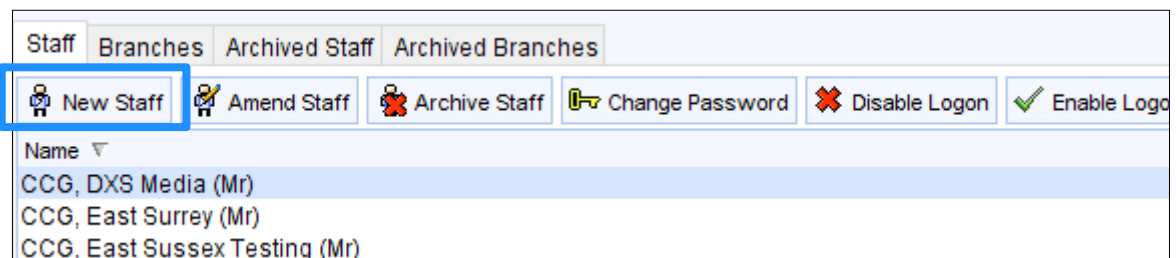 Staff Branches Archived Staff Archived Branches
New Staff Amend Staff Archive Staff Change Password Disable Logon Enable Logo
Name
CCG, DXS Media (Mr)
CCG, East Surrey (Mr)
CCG, East Sussex Testing (Mr)